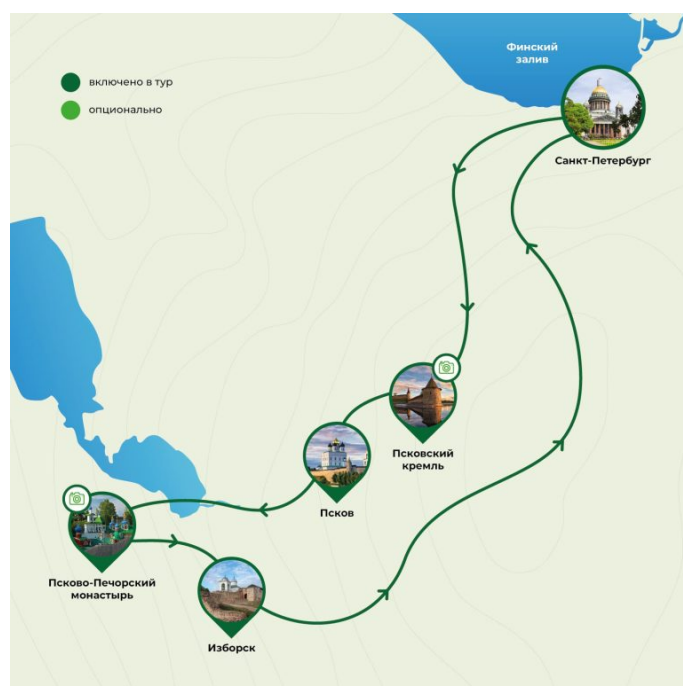 Финский
залив
включено в тур
опционально
Санкт-Петербург
Псковский
кремль
Псков
Псково-Печорский
монастырь
Изборск